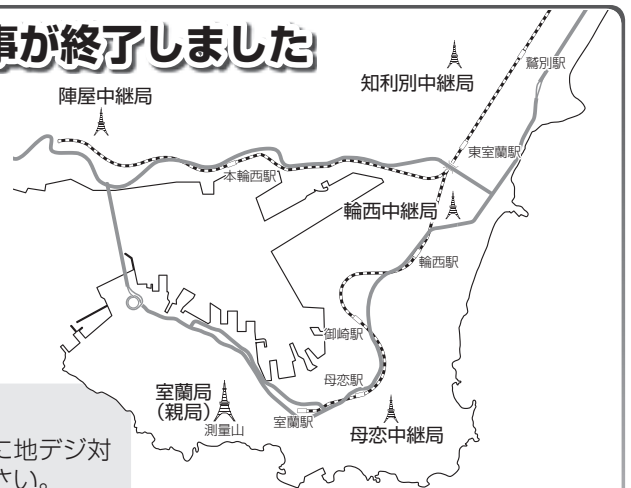 事が終了しました
陣屋中継局
知利別中継局
鷲別駅
東室蘭駅
本輪西駅
輪西中継局
輪西駅
御崎駅
母恋駅
室蘭局
(親局)
測量山
室蘭駅
母恋中継局
に地デジ対
さい。